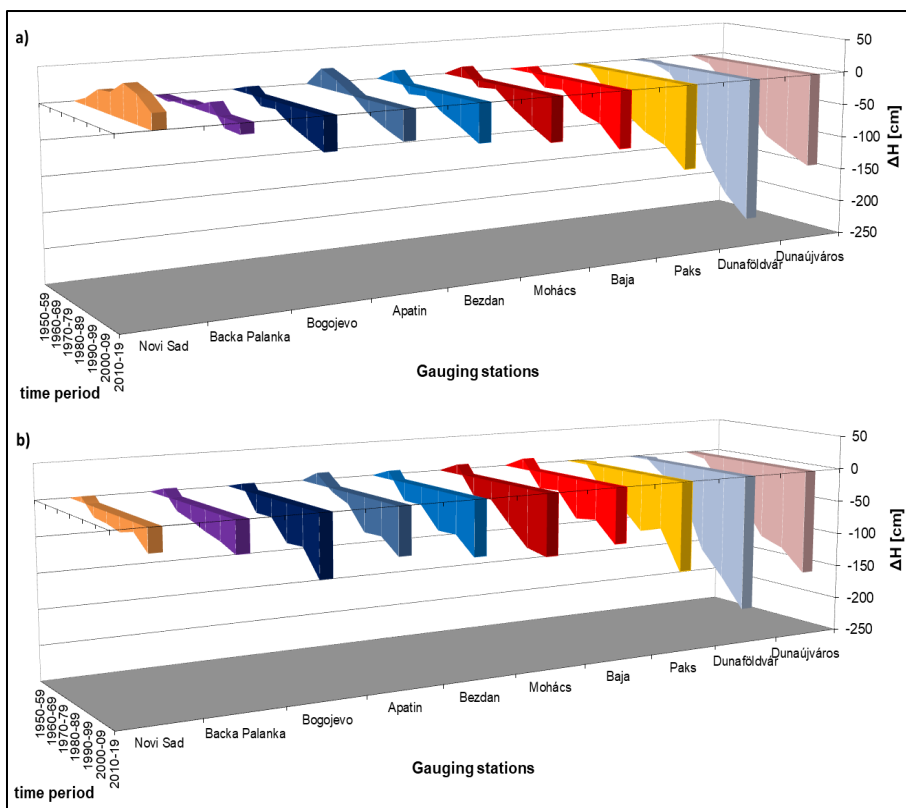 a)
50
0
-50
-100
-150
-200
-250
ΔH [cm]
1950-59
1960-69
1970-79
1980-89
1990-99
2000-09
2010-19
time period
Novi Sad
Backa Palanka
Bogojevo
Apatin
Bezdan
Mohács
Baja
Paks
Dunaföldvár
Dunaújváros
Gauging stations
b)
50
0
-50
-100
-150
-200
-250
ΔH [cm]
1950-59
1960-69
1970-79
1980-89
1990-99
2000-09
2010-19
time period
Novi Sad
Backa Palanka
Bogojevo
Apatin
Bezdan
Mohács
Baja
Paks
Dunaföldvár
Dunaújváros
Gauging stations